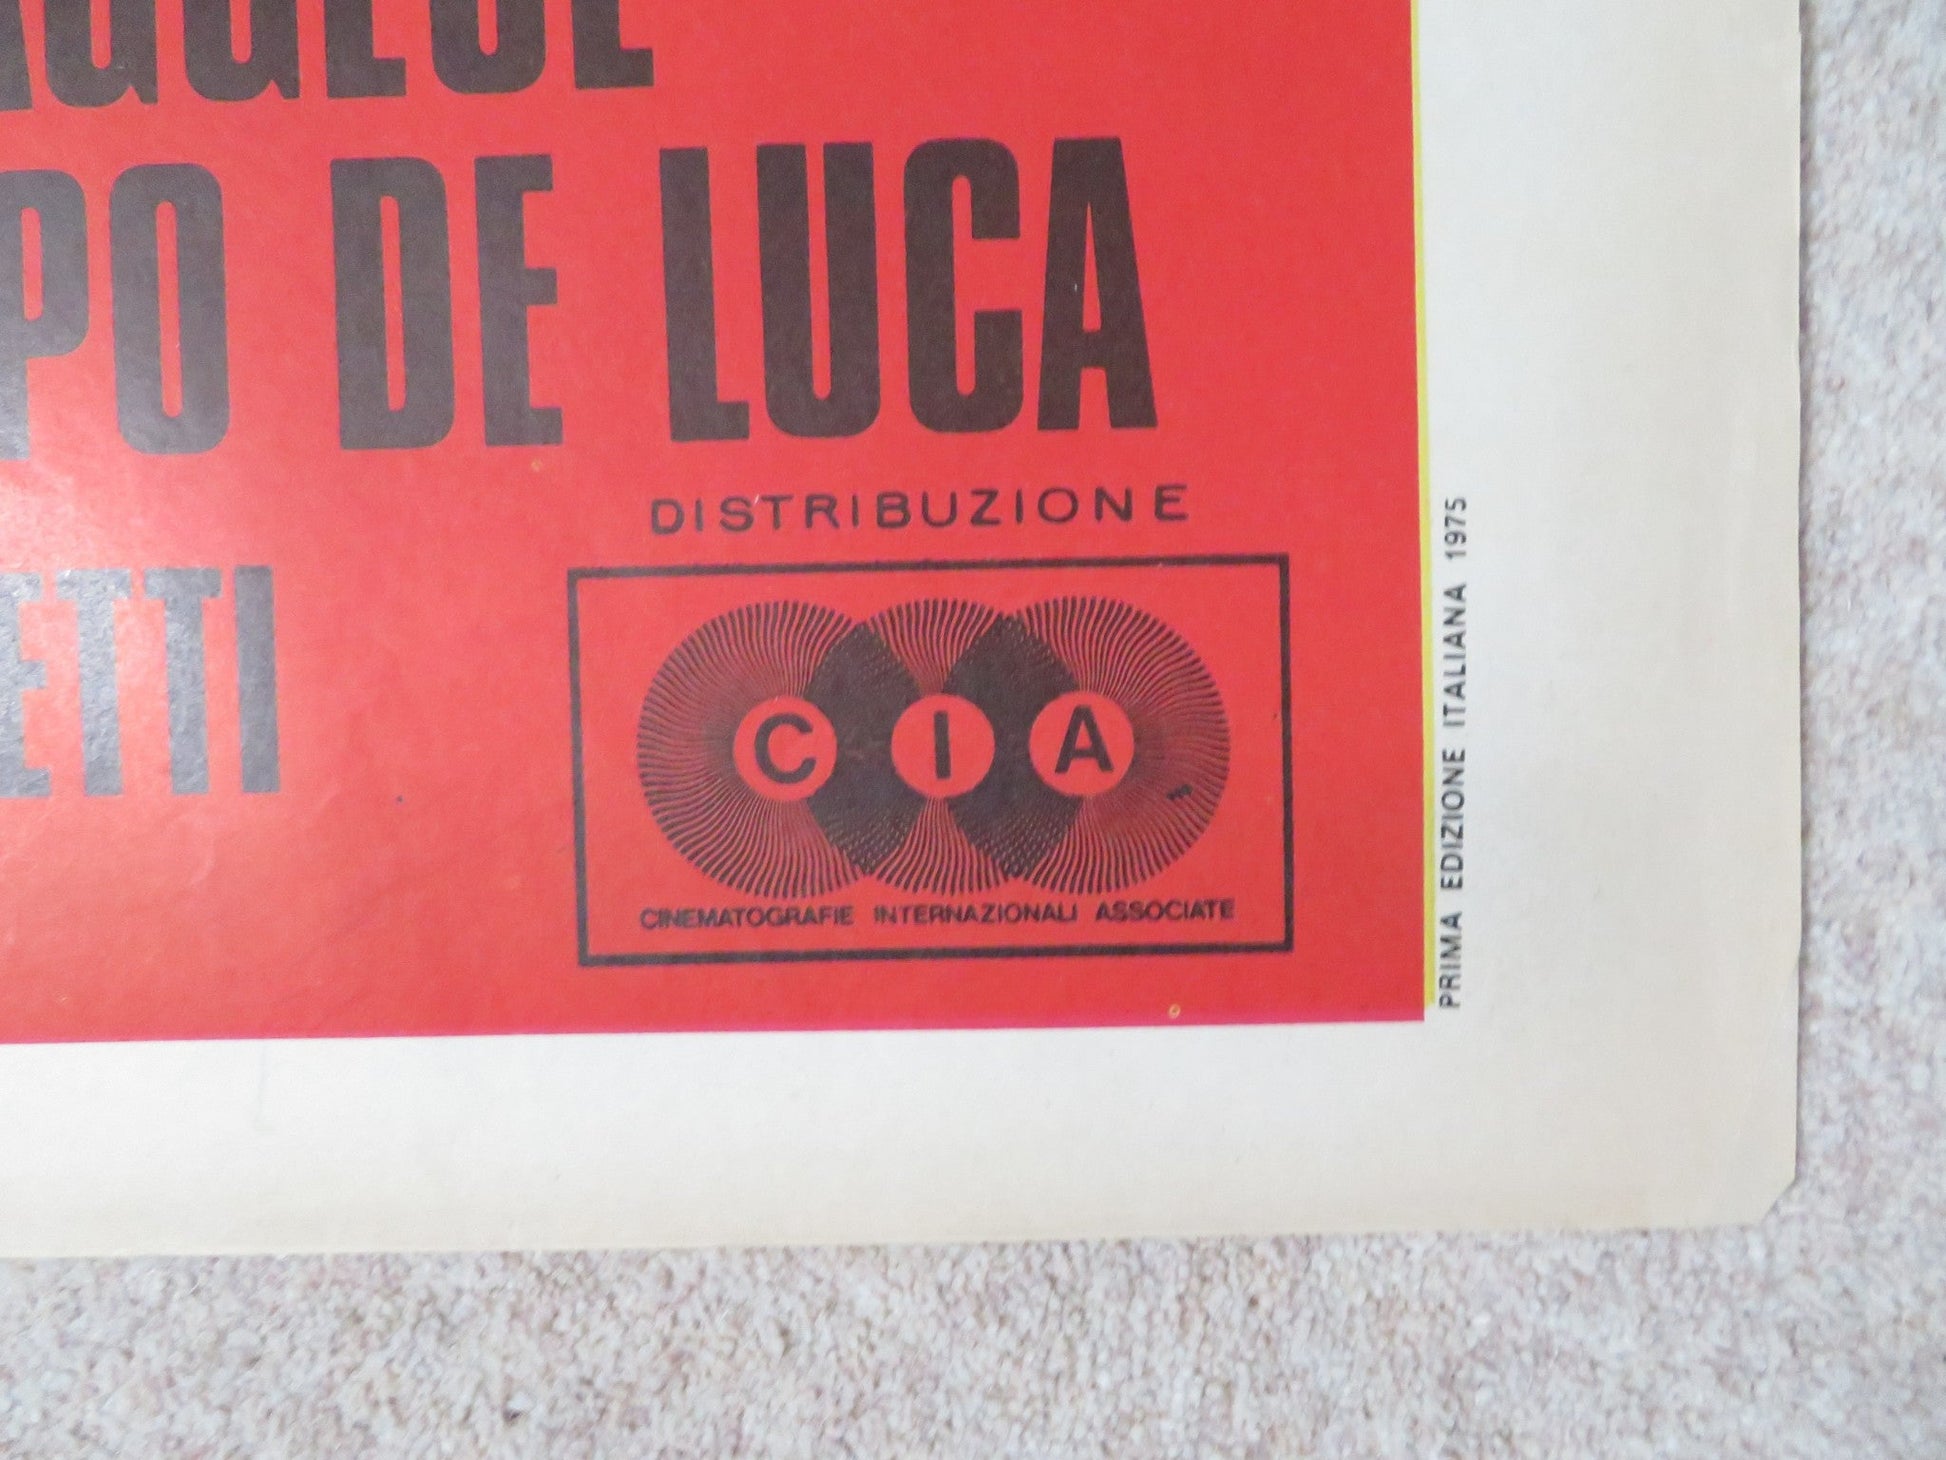 PO DE LUCA
DISTRIBUZIONE
ETTI
C I A
CINEMATOGRAFIE INTERNAZIONALI ASSOCIATE
PRIMA EDIZIONE ITALIANA 1975